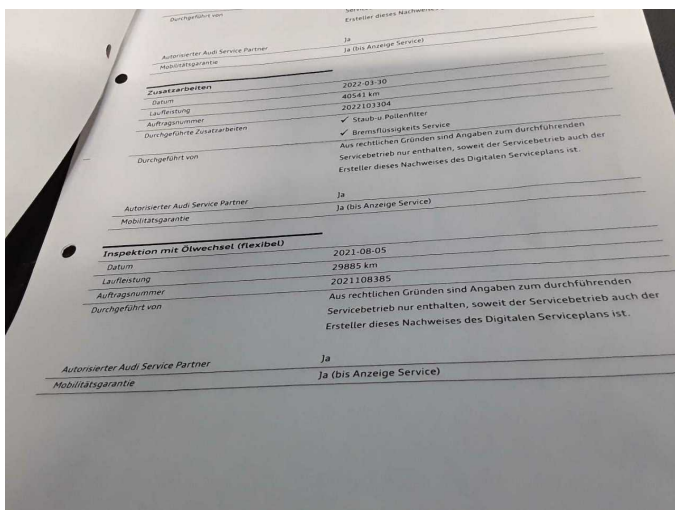 Durchgeführt von
Ersteller dieses Nachweises
Ja
Autorisierter Audi Service Partner
Ja (bis Anzeige Service)
Mobilitätsgarantie
Zusatzarbeiten
Datum 2022-03-30
Laufleistung 40541 km
Auftragsnummer 2022103304
Durchgeführte Zusatzarbeiten ✓ Staub-u Pollenfilter
✓ Bremsflüssigkeits Service
Durchgeführt von Aus rechtlichen Gründen sind Angaben zum durchführenden
Servicebetrieb nur enthalten, soweit der Servicebetrieb auch der
Ersteller dieses Nachweises des Digitalen Serviceplans ist.
Autorisierter Audi Service Partner Ja
Mobilitätsgarantie Ja (bis Anzeige Service)
Inspektion mit Ölwechsel (flexibel)
Datum 2021-08-05
Laufleistung 29885 km
Auftragsnummer 2021108385
Durchgeführt von Aus rechtlichen Gründen sind Angaben zum durchführenden
Servicebetrieb nur enthalten, soweit der Servicebetrieb auch der
Ersteller dieses Nachweises des Digitalen Serviceplans ist.
Autorisierter Audi Service Partner Ja
Mobilitätsgarantie Ja (bis Anzeige Service)